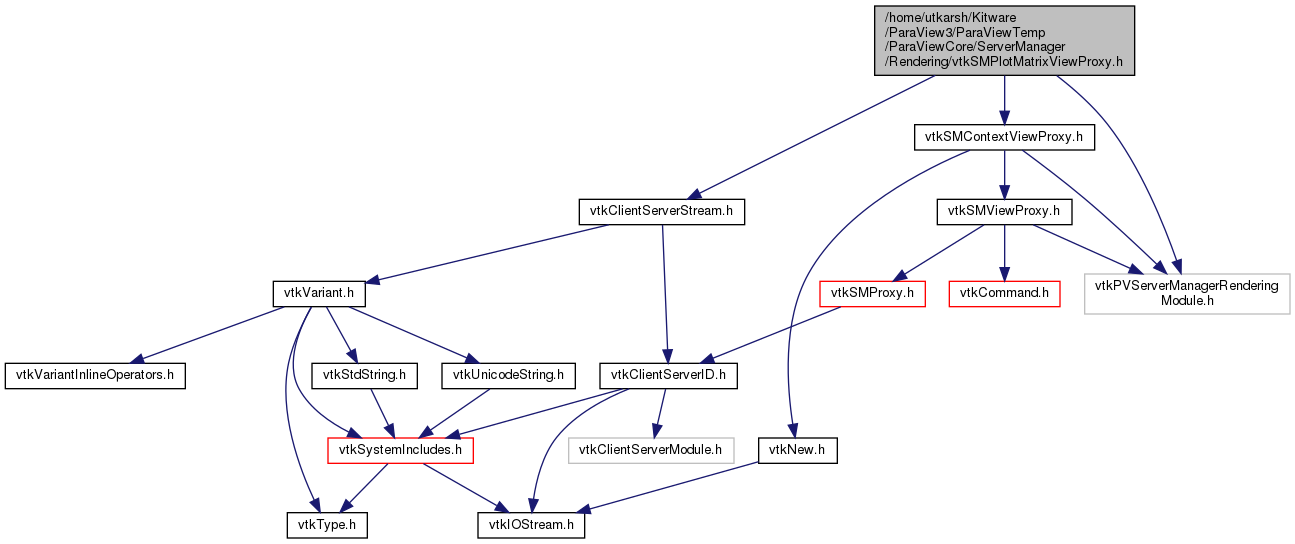 /home/utkarsh/Kitware
/ParaView3/ParaViewTemp
/ParaViewCore/ServerManager
/Rendering/vtkSMPlotMatrixViewProxy.h
vtkSMContextViewProxy.h
vtkClientServerStream.h
vtkSMViewProxy.h
vtkVariant.h
vtkSMProxy.h
vtkCommand.h
vtkPVServerManagerRendering
Module.h
vtkVariantInlineOperators.h
vtkStdString.h
vtkUnicodeString.h
vtkClientServerID.h
vtkSystemIncludes.h
vtkClientServerModule.h
vtkNew.h
vtkType.h
vtkIOStream.h